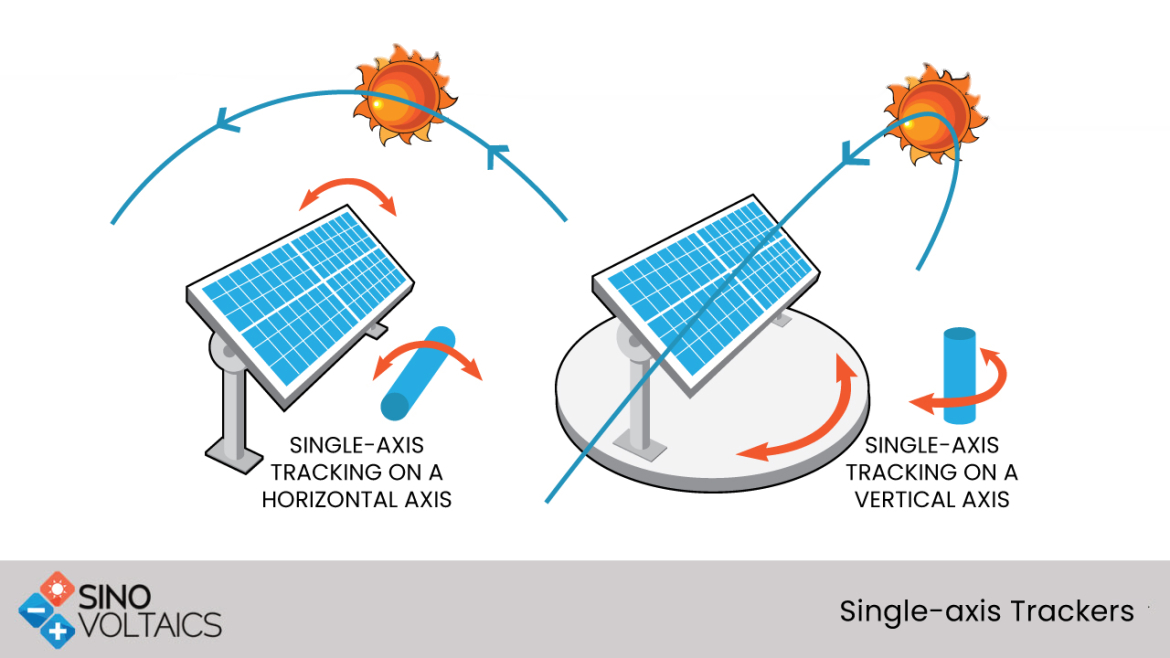 SINGLE-AXIS
TRACKING ON A
HORIZONTAL AXIS
SINGLE-AXIS
TRACKING ON A
VERTICAL AXIS
SINO
VOLTAICS
Single-axis Trackers